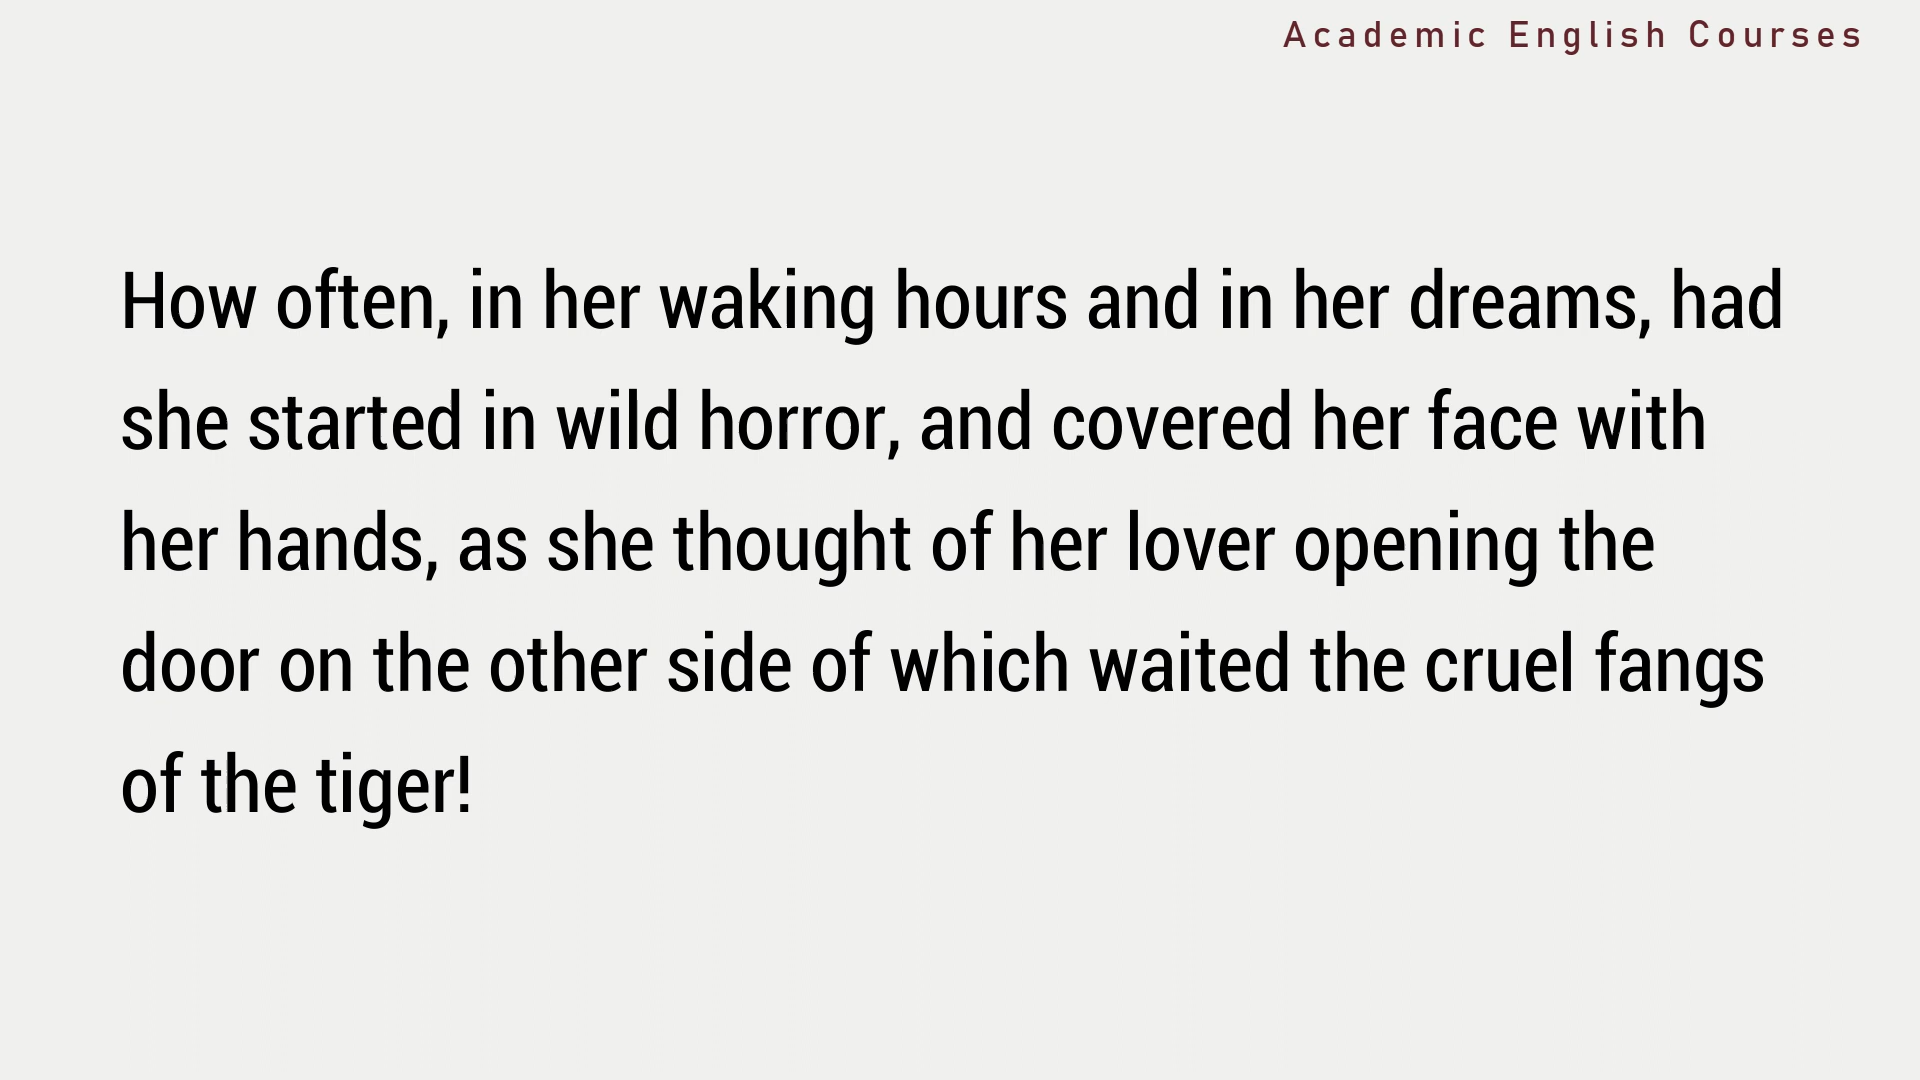 Academic English Courses
How often, in her waking hours and in her dreams, had
she started in wild horror, and covered her face with
her hands, as she thought of her lover opening the
door on the other side of which waited the cruel fangs
of the tiger!